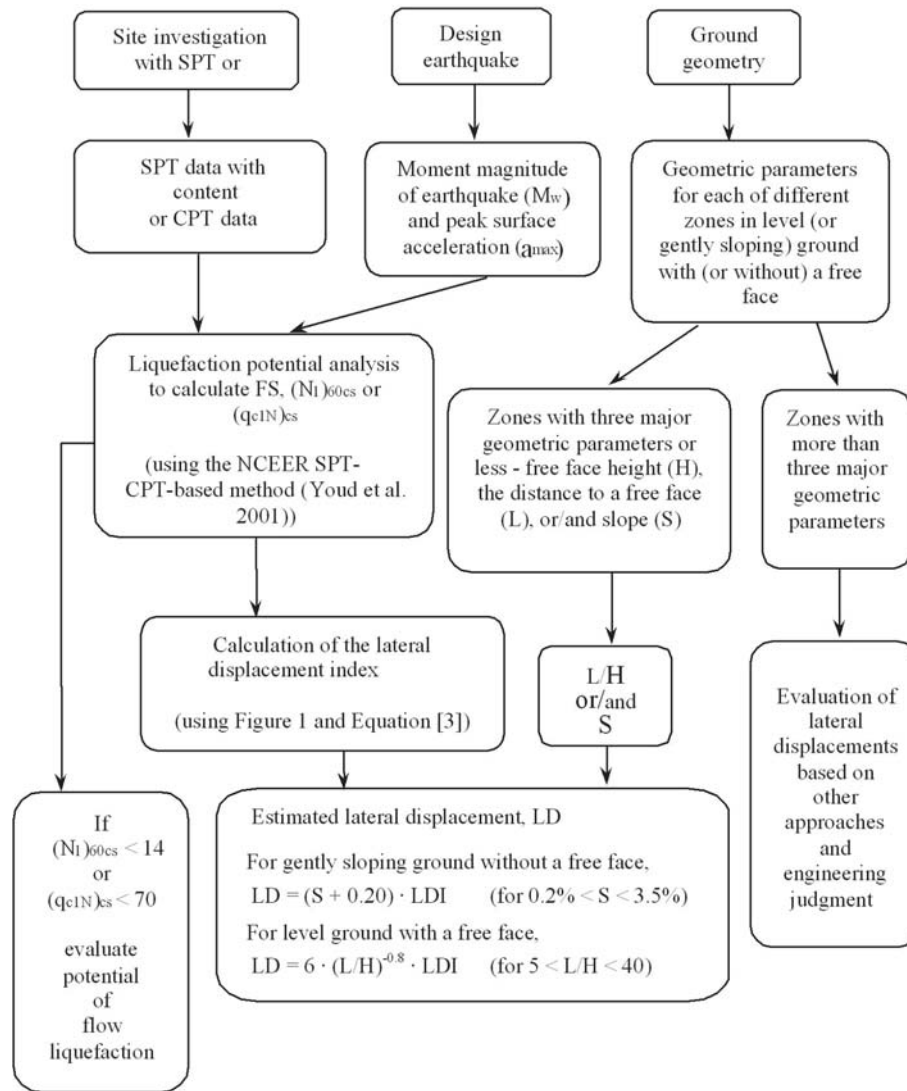 Site investigation
with SPT or
Design
earthquake
Ground
geometry
SPT data with
content
or CPT data
Moment magnitude
of earthquake (Mw)
and peak surface
acceleration (amax)
Geometric parameters
for each of different
zones in level (or
gently sloping) ground
with (or without) a free
face
Liquefaction potential analysis
to calculate FS, (N1)60cs or
(qc1N)cs
(using the NCEER SPT-
CPT-based method (Youd et al.
2001))
Zones with three major
geometric parameters or
less - free face height (H),
the distance to a free face
(L), or/and slope (S)
Zones with
more than
three major
geometric
parameters
Calculation of the lateral
displacement index
(using Figure 1 and Equation [3])
L/H
or/and
S
Evaluation of
lateral
displacements
based on
other
approaches
and
engineering
judgment
If
(N1)60cs < 14
or
(qc1N)cs < 70
evaluate
potential
of
flow
liquefaction
Estimated lateral displacement, LD
For gently sloping ground without a free face,
LD = (S + 0.20) · LDI (for 0.2% < S < 3.5%)
For level ground with a free face,
LD = 6 · (L/H)^-0.8 · LDI (for 5 < L/H < 40)